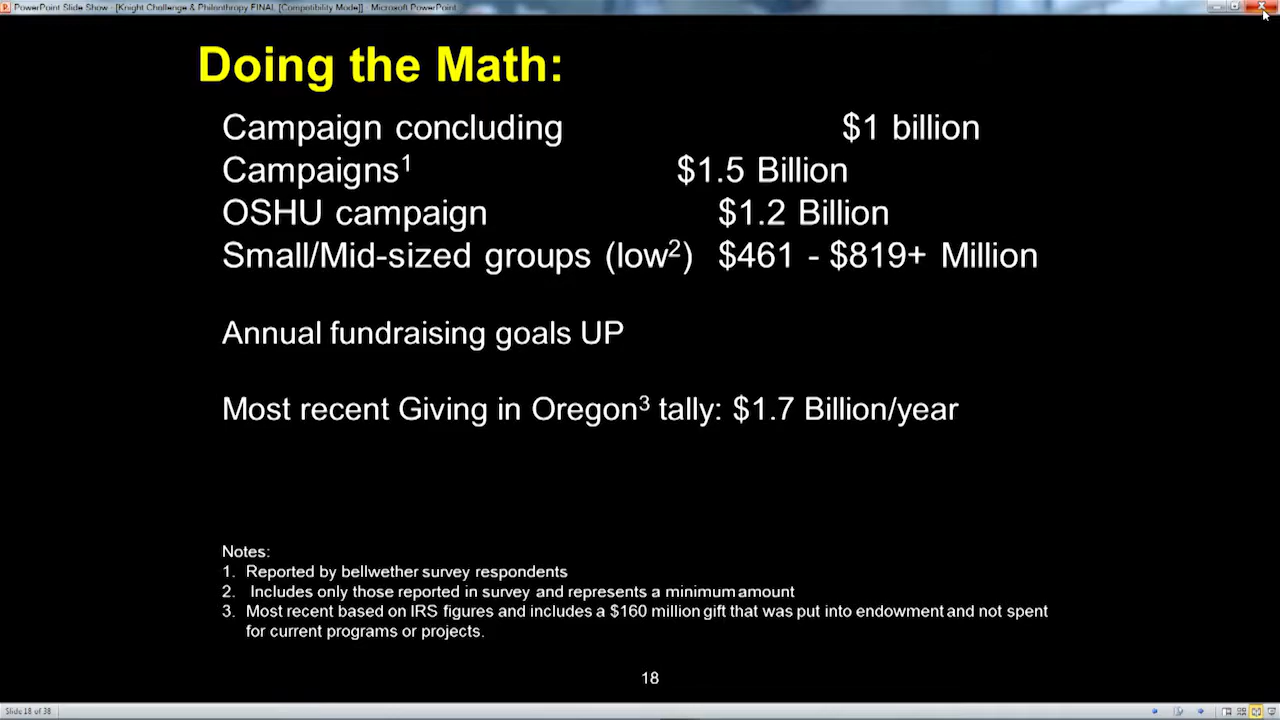 PowerPoint Slide Show - [Knight Challenge & Philanthropy FINAL [Compatibility Mode]] - Microsoft PowerPoint
Doing the Math:
Campaign concluding $1 billion
Campaigns1 $1.5 Billion
OSHU campaign $1.2 Billion
Small/Mid-sized groups (low2) $461 - $819+ Million
Annual fundraising goals UP
Most recent Giving in Oregon3 tally: $1.7 Billion/year
Notes:
1. Reported by bellwether survey respondents
2. Includes only those reported in survey and represents a minimum amount
3. Most recent based on IRS figures and includes a $160 million gift that was put into endowment and not spent
for current programs or projects.
18
Slide 18 of 38